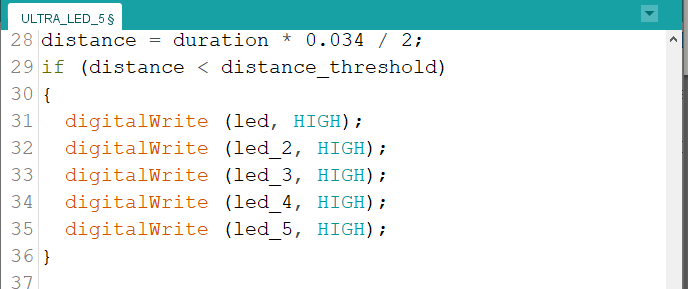 ULTRA_LED_5 §
28 distance = duration * 0.034 / 2;
29 if (distance < distance_threshold)
30 {
31   digitalWrite (led, HIGH);
32   digitalWrite (led_2, HIGH);
33   digitalWrite (led_3, HIGH);
34   digitalWrite (led_4, HIGH);
35   digitalWrite (led_5, HIGH);
36 }
37